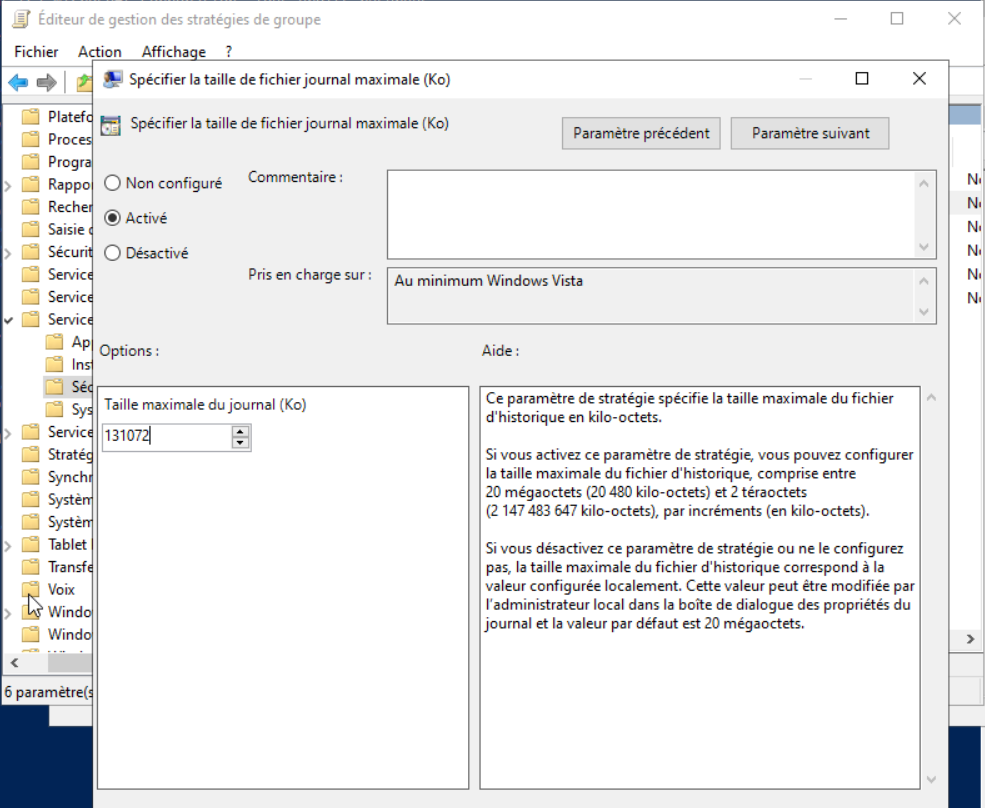 Éditeur de gestion des stratégies de groupe
Fichier Action Affichage ?
Spécifier la taille de fichier journal maximale (Ko)
Spécifier la taille de fichier journal maximale (Ko)
Paramètre précédent Paramètre suivant
Non configuré
Activé
Désactivé
Commentaire :
Pris en charge sur :
Au minimum Windows Vista
Options :
Aide :
Taille maximale du journal (Ko)
131072
Ce paramètre de stratégie spécifie la taille maximale du fichier
d'historique en kilo-octets.
Si vous activez ce paramètre de stratégie, vous pouvez configurer
la taille maximale du fichier d'historique, comprise entre
20 mégaoctets (20 480 kilo-octets) et 2 téraoctets
(2 147 483 647 kilo-octets), par incréments (en kilo-octets).
Si vous désactivez ce paramètre de stratégie ou ne le configurez
pas, la taille maximale du fichier d'historique correspond à la
valeur configurée localement. Cette valeur peut être modifiée par
l'administrateur local dans la boîte de dialogue des propriétés du
journal et la valeur par défaut est 20 mégaoctets.
Platefo
Proces
Progra
Rappo
Recher
Saisie
Sécurit
Service
Service
Service
Ap
Inst
Séc
Sys
Service
Stratég
Synchr
Systèm
Systèm
Tablet
Transfe
Voix
Windo
Windo
6 paramètre(s